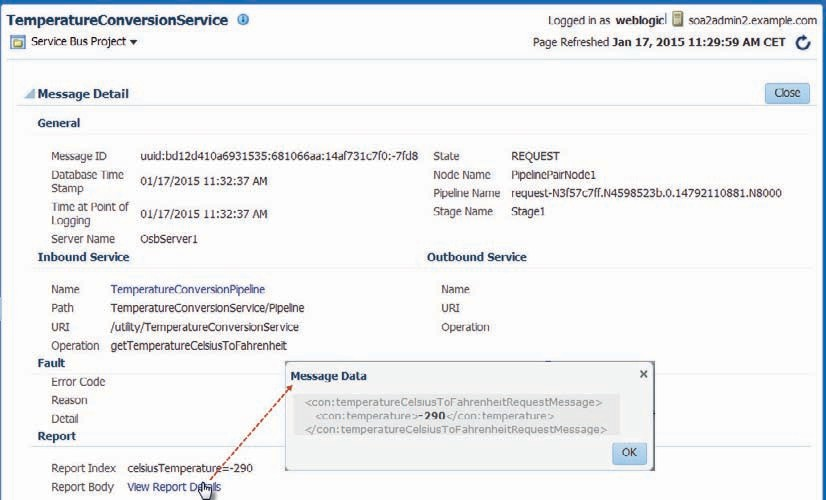 TemperatureConversionService
Logged in as weblogic soa2admin2.example.com
Service Bus Project
Page Refreshed Jan 17, 2015 11:29:59 AM CET
Message Detail
Close
General
Message ID uuid:bd12d410a6931535:681066aa:14af731c7f0:-7fd8
Database Time Stamp 01/17/2015 11:32:37 AM
Time at Point of Logging 01/17/2015 11:32:37 AM
Server Name OsbServer1
State REQUEST
Node Name PipelinePairNode1
Pipeline Name request-N3f57c7ff.N4598523b.0.14792110881.N8000
Stage Name Stage1
Inbound Service
Name TemperatureConversionPipeline
Path TemperatureConversionService/Pipeline
URI /utility/TemperatureConversionService
Operation getTemperatureCelsiusToFahrenheit
Outbound Service
Name
URI
Operation
Fault
Error Code
Reason
Detail
Message Data
<con:temperatureCelsiusToFahrenheitRequestMessage>
<con:temperature>-290</con:temperature>
</con:temperatureCelsiusToFahrenheitRequestMessage>
OK
Report
Report Index celsiusTemperature=-290
Report Body View Report Details